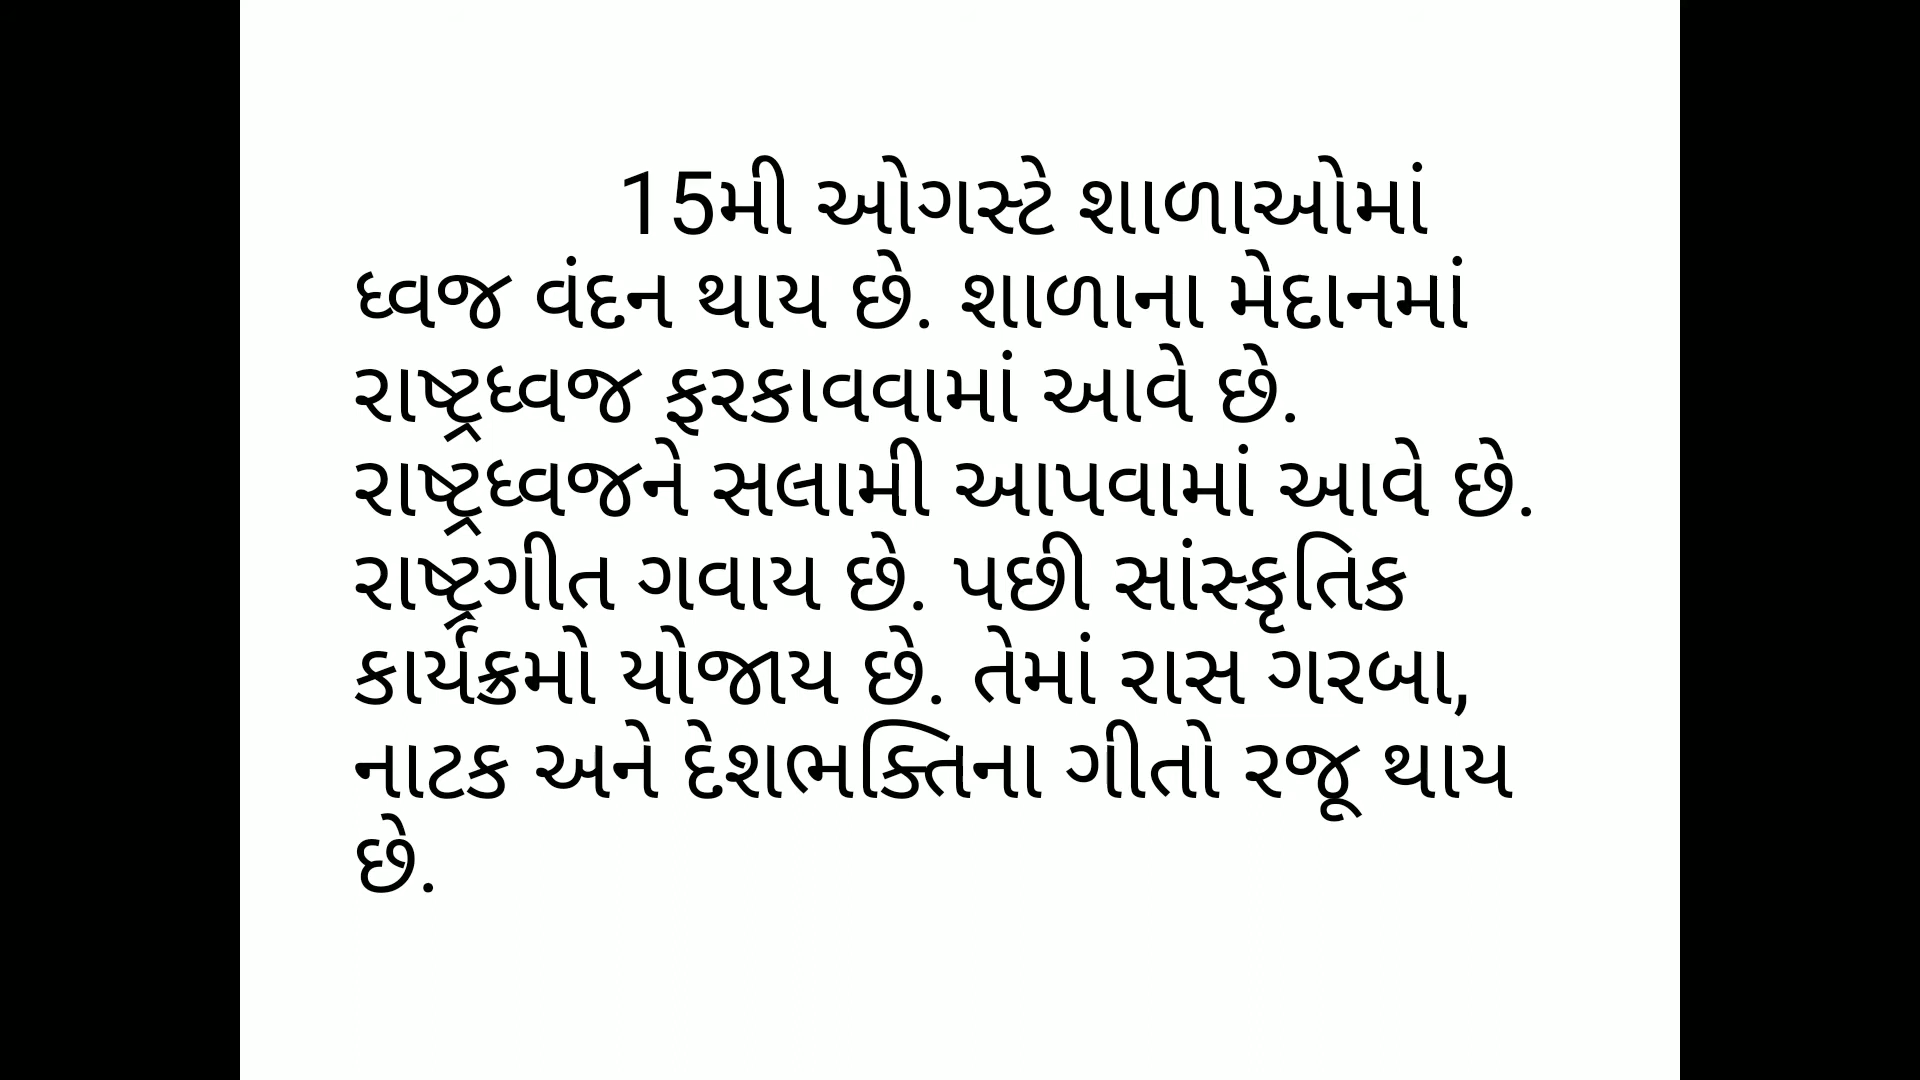 15મી ઓગસ્ટે શાળાઓમાં
ધ્વજ વંદન થાય છે. શાળાના મેદાનમાં
રાષ્ટ્રધ્વજ ફરકાવવામાં આવે છે.
રાષ્ટ્રધ્વજને સલામી આપવામાં આવે છે.
રાષ્ટ્રગીત ગવાય છે. પછી સાંસ્કૃતિક
કાર્યક્રમો યોજાય છે. તેમાં રાસ ગરબા,
નાટક અને દેશભક્તિના ગીતો રજૂ થાય
છે.